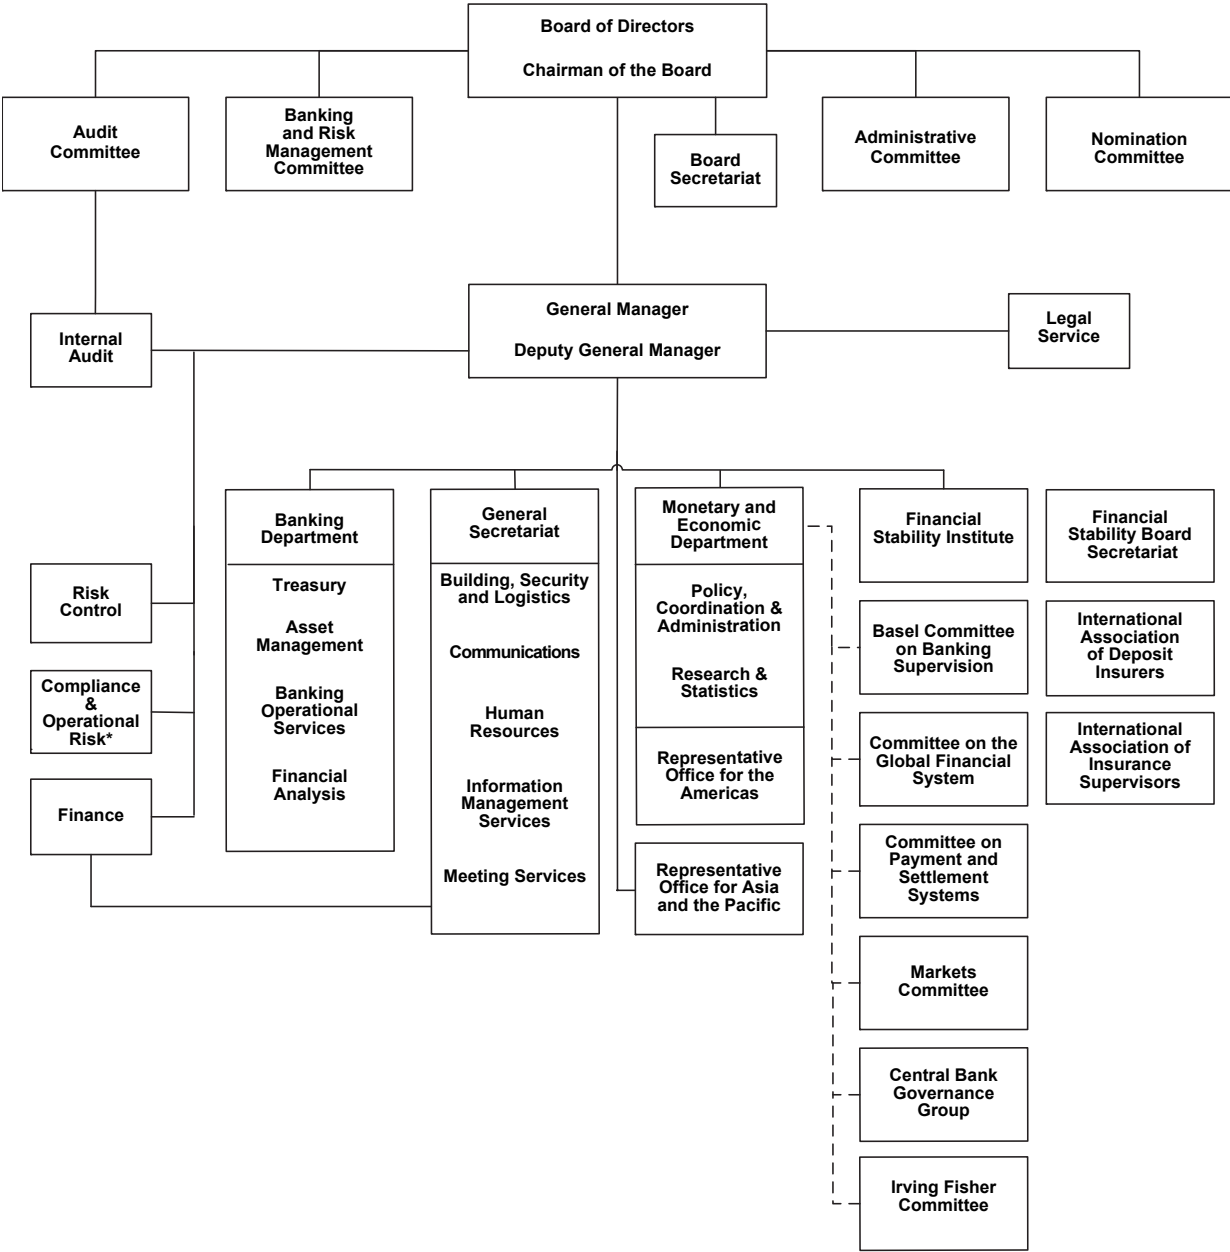 Board of Directors
Chairman of the Board
Audit
Committee
Banking
and Risk
Management
Committee
Board
Secretariat
Administrative
Committee
Nomination
Committee
Internal
Audit
General Manager
Deputy General Manager
Legal
Service
Risk
Control
Compliance
&
Operational
Risk*
Finance
Banking
Department
Treasury
Asset
Management
Banking
Operational
Services
Financial
Analysis
General
Secretariat
Building, Security
and Logistics
Communications
Human
Resources
Information
Management
Services
Meeting Services
Monetary and
Economic
Department
Policy,
Coordination &
Administration
Research &
Statistics
Representative
Office for the
Americas
Representative
Office for Asia
and the Pacific
Financial
Stability Institute
Basel Committee
on Banking
Supervision
Committee on the
Global Financial
System
Committee on
Payment and
Settlement
Systems
Markets
Committee
Central Bank
Governance
Group
Irving Fisher
Committee
Financial
Stability Board
Secretariat
International
Association
of Deposit
Insurers
International
Association of
Insurance
Supervisors